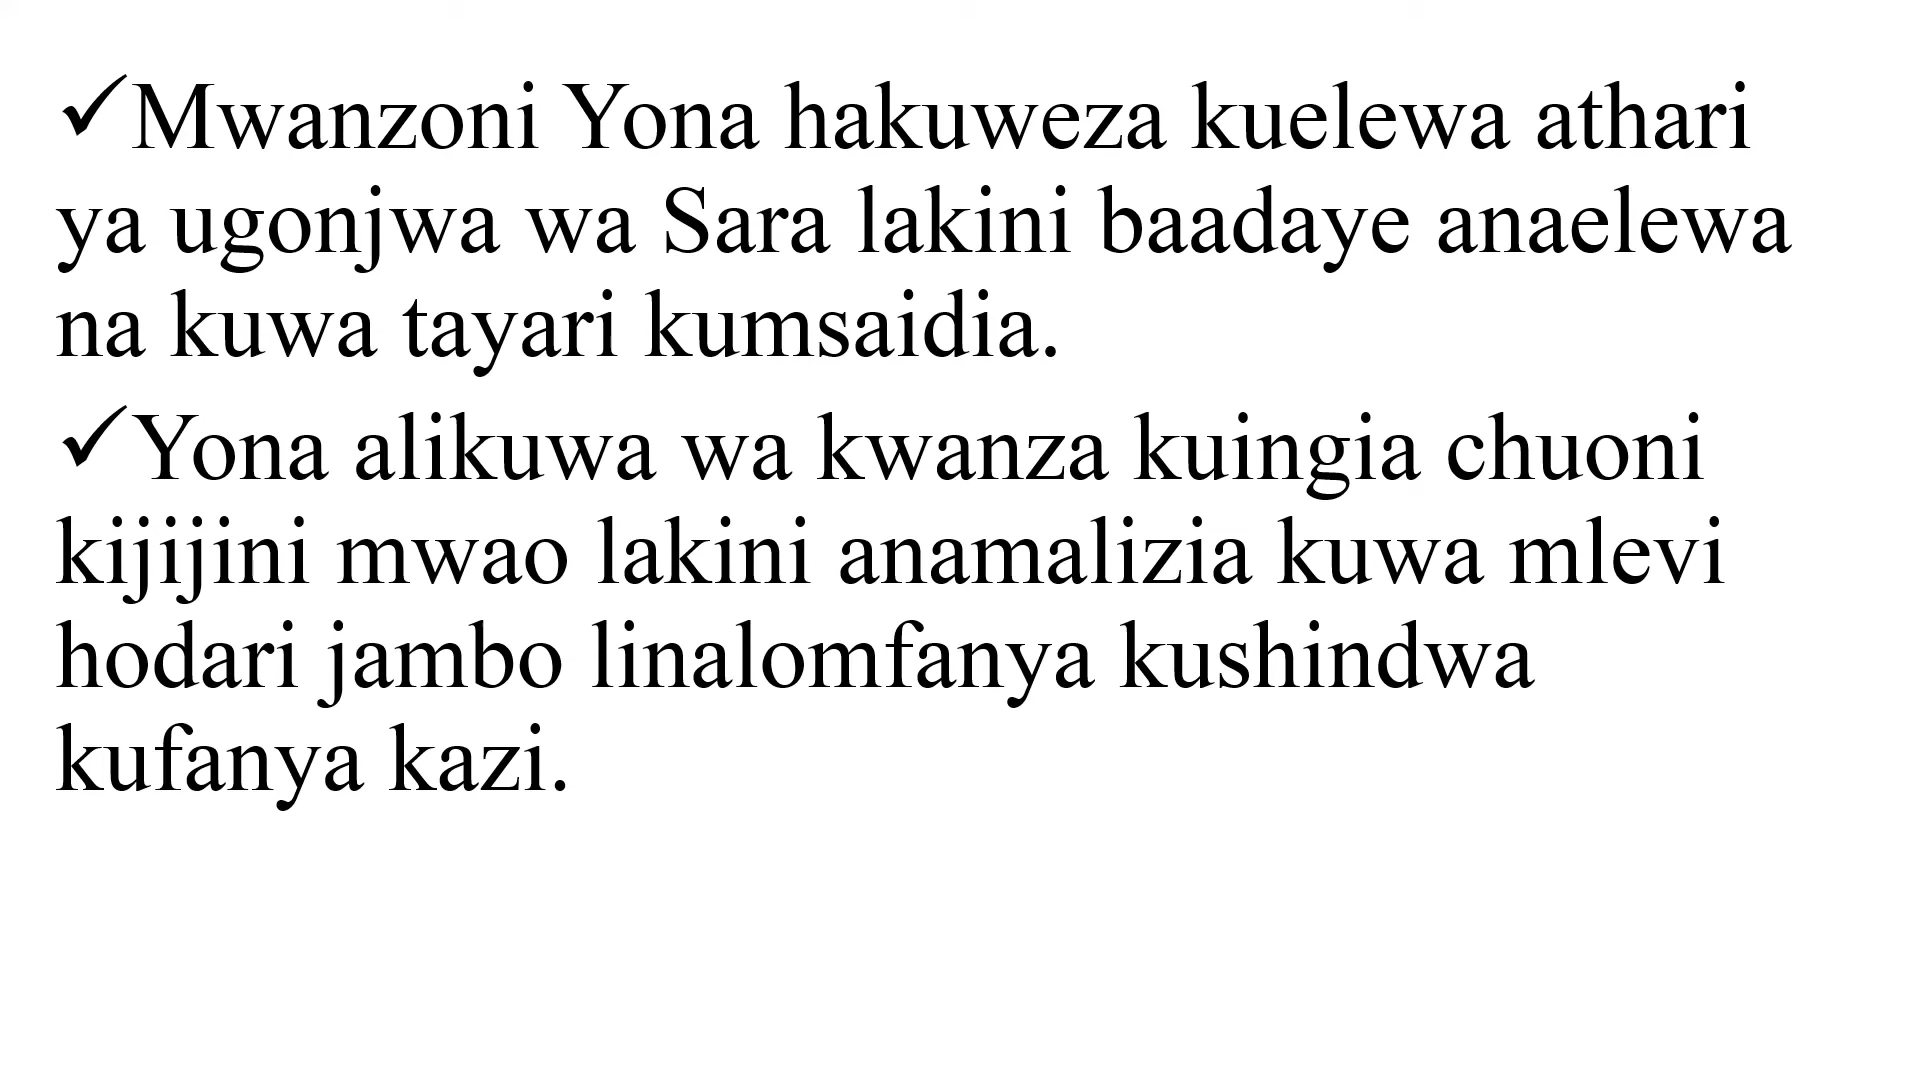 ✓Mwanzoni Yona hakuweza kuelewa athari
ya ugonjwa wa Sara lakini baadaye anaelewa
na kuwa tayari kumsaidia.
✓Yona alikuwa wa kwanza kuingia chuoni
kijijini mwao lakini anamalizia kuwa mlevi
hodari jambo linalomfanya kushindwa
kufanya kazi.